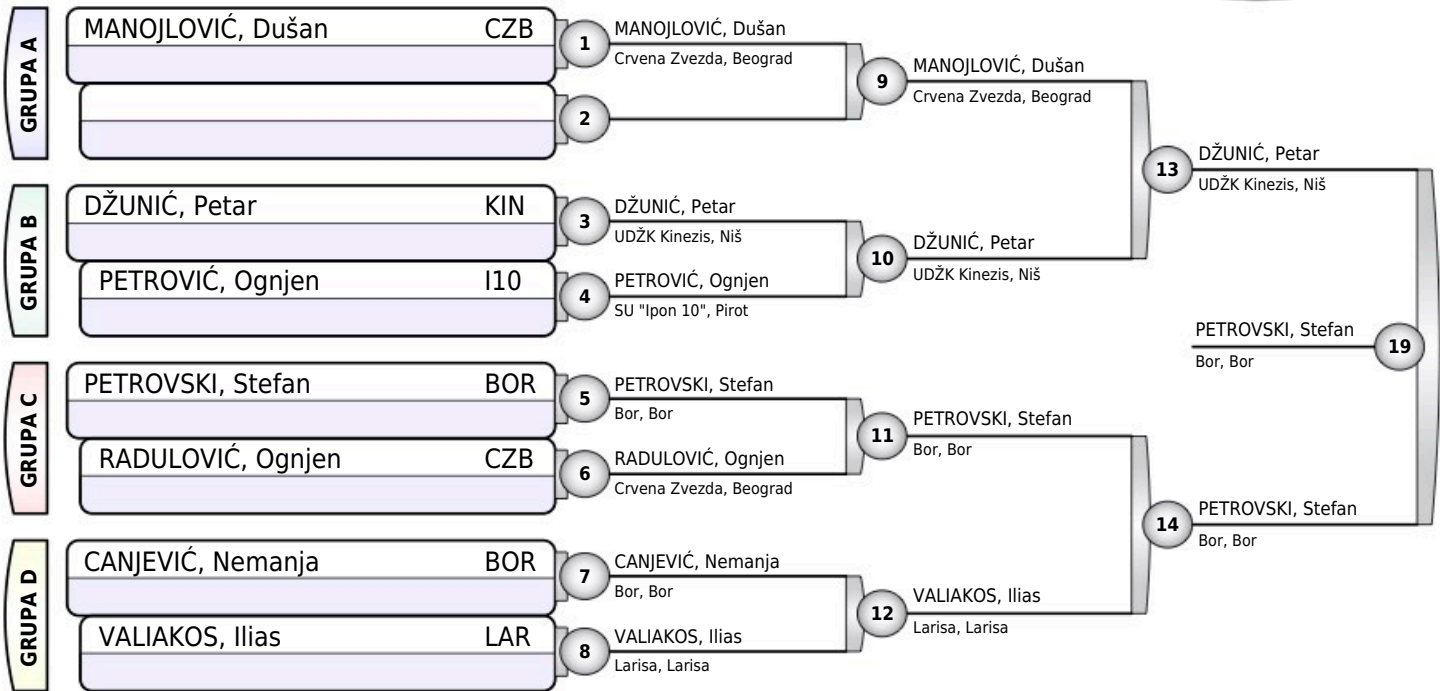 GRUPA A
MANOJLOVIĆ, Dušan CZB
1
MANOJLOVIĆ, Dušan
Crvena Zvezda, Beograd
2
9
MANOJLOVIĆ, Dušan
Crvena Zvezda, Beograd
GRUPA B
DŽUNIĆ, Petar KIN
3
DŽUNIĆ, Petar
UDŽK Kinezis, Niš
PETROVIĆ, Ognjen I10
4
PETROVIĆ, Ognjen
SU "Ipon 10", Pirot
10
DŽUNIĆ, Petar
UDŽK Kinezis, Niš
13
DŽUNIĆ, Petar
UDŽK Kinezis, Niš
GRUPA C
PETROVSKI, Stefan BOR
5
PETROVSKI, Stefan
Bor, Bor
RADULOVIĆ, Ognjen CZB
6
RADULOVIĆ, Ognjen
Crvena Zvezda, Beograd
11
PETROVSKI, Stefan
Bor, Bor
GRUPA D
CANJEVIĆ, Nemanja BOR
7
CANJEVIĆ, Nemanja
Bor, Bor
VALIAKOS, Ilias LAR
8
VALIAKOS, Ilias
Larisa, Larisa
12
VALIAKOS, Ilias
Larisa, Larisa
14
PETROVSKI, Stefan
Bor, Bor
PETROVSKI, Stefan
Bor, Bor
19